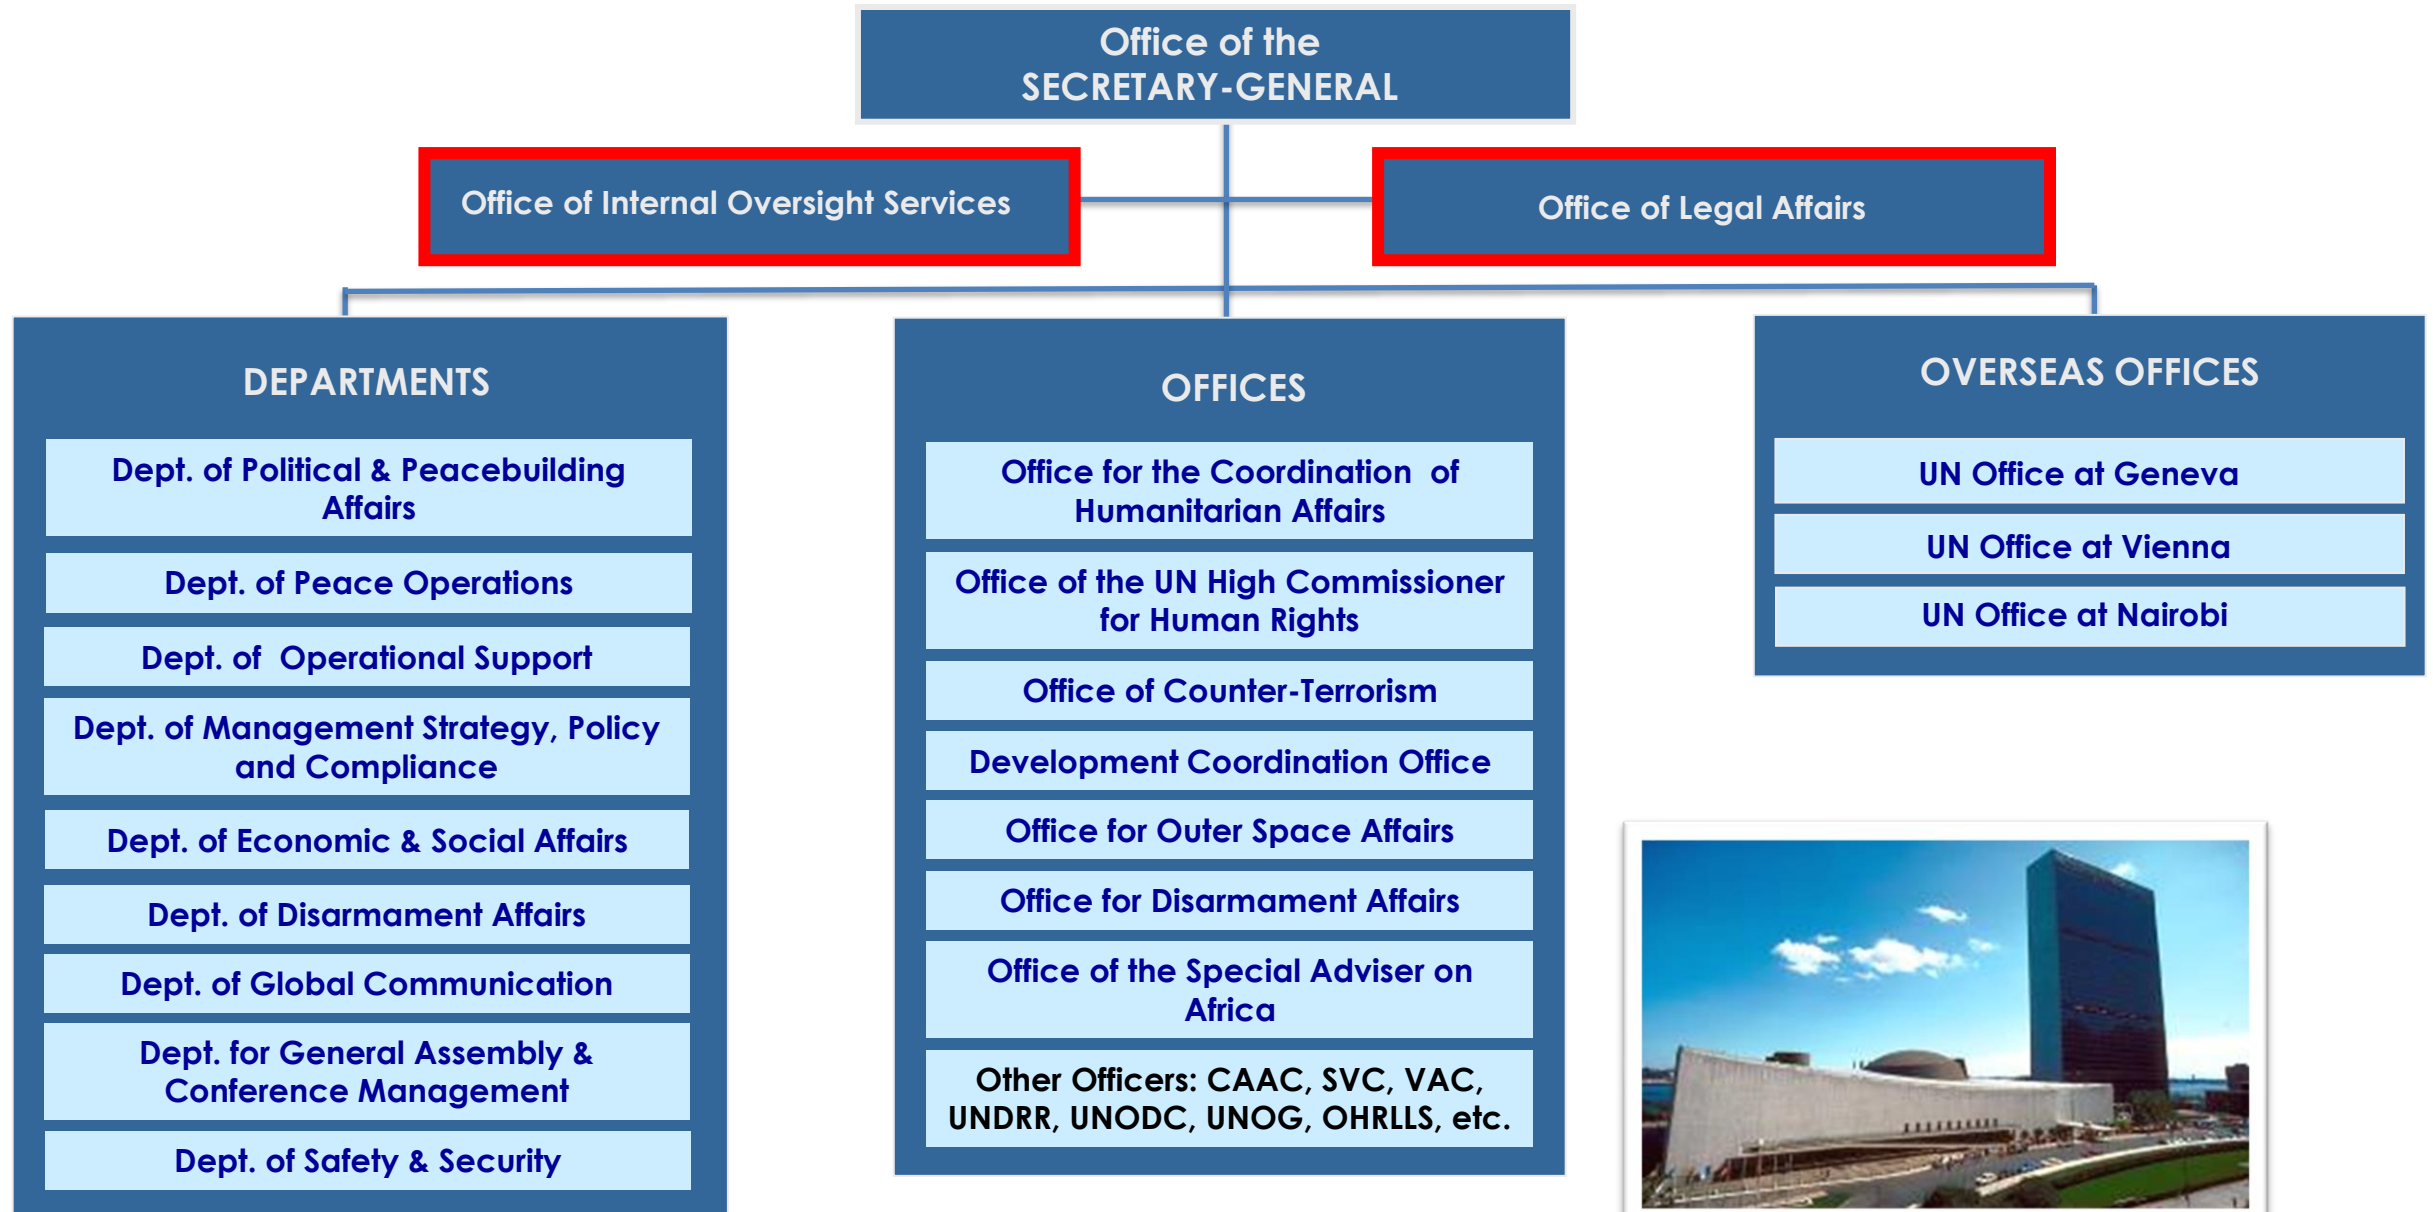 Office of the
SECRETARY-GENERAL
Office of Internal Oversight Services
Office of Legal Affairs
DEPARTMENTS
Dept. of Political & Peacebuilding
Affairs
Dept. of Peace Operations
Dept. of Operational Support
Dept. of Management Strategy, Policy
and Compliance
Dept. of Economic & Social Affairs
Dept. of Disarmament Affairs
Dept. of Global Communication
Dept. for General Assembly &
Conference Management
Dept. of Safety & Security
OFFICES
Office for the Coordination of
Humanitarian Affairs
Office of the UN High Commissioner
for Human Rights
Office of Counter-Terrorism
Development Coordination Office
Office for Outer Space Affairs
Office for Disarmament Affairs
Office of the Special Adviser on
Africa
Other Officers: CAAC, SVC, VAC,
UNDRR, UNODC, UNOG, OHRLLS, etc.
OVERSEAS OFFICES
UN Office at Geneva
UN Office at Vienna
UN Office at Nairobi